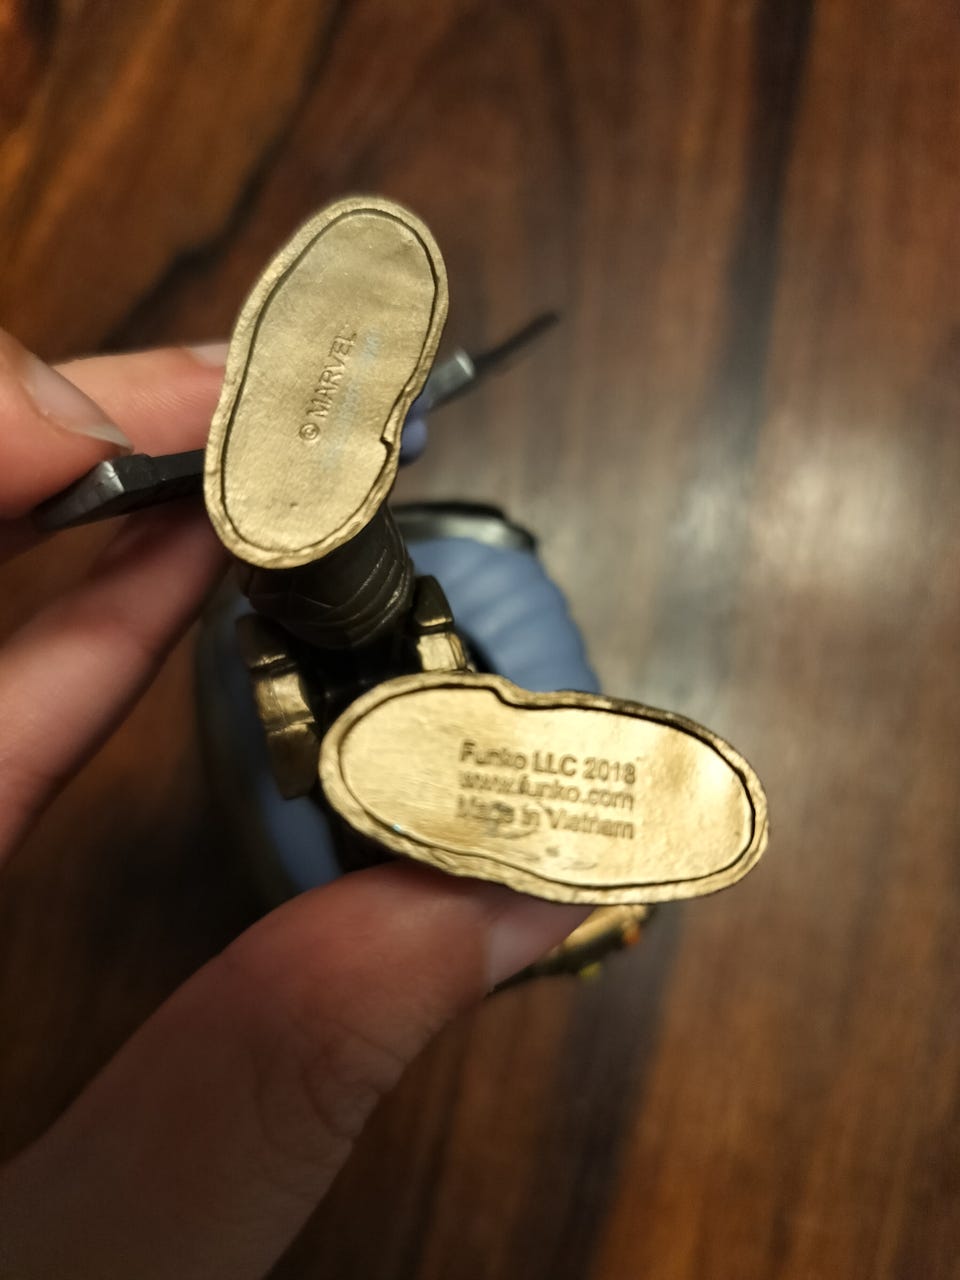 © MARVEL
Funko LLC 2018
www.funko.com
Made in Vietnam